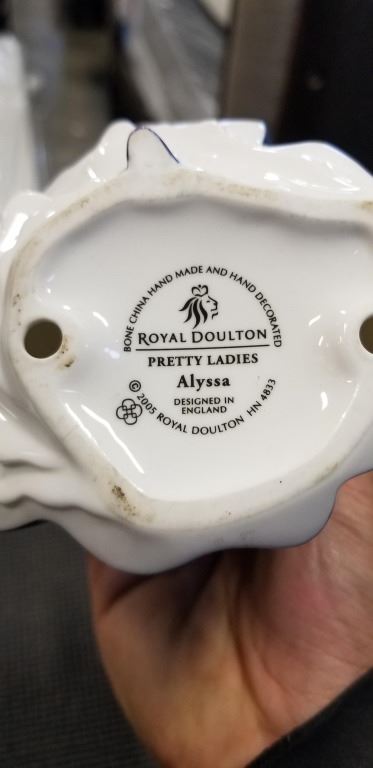 BONE CHINA HAND MADE AND HAND DECORATED
ROYAL DOULTON
PRETTY LADIES
Alyssa
DESIGNED IN
ENGLAND
© 2005 ROYAL DOULTON HN 4833